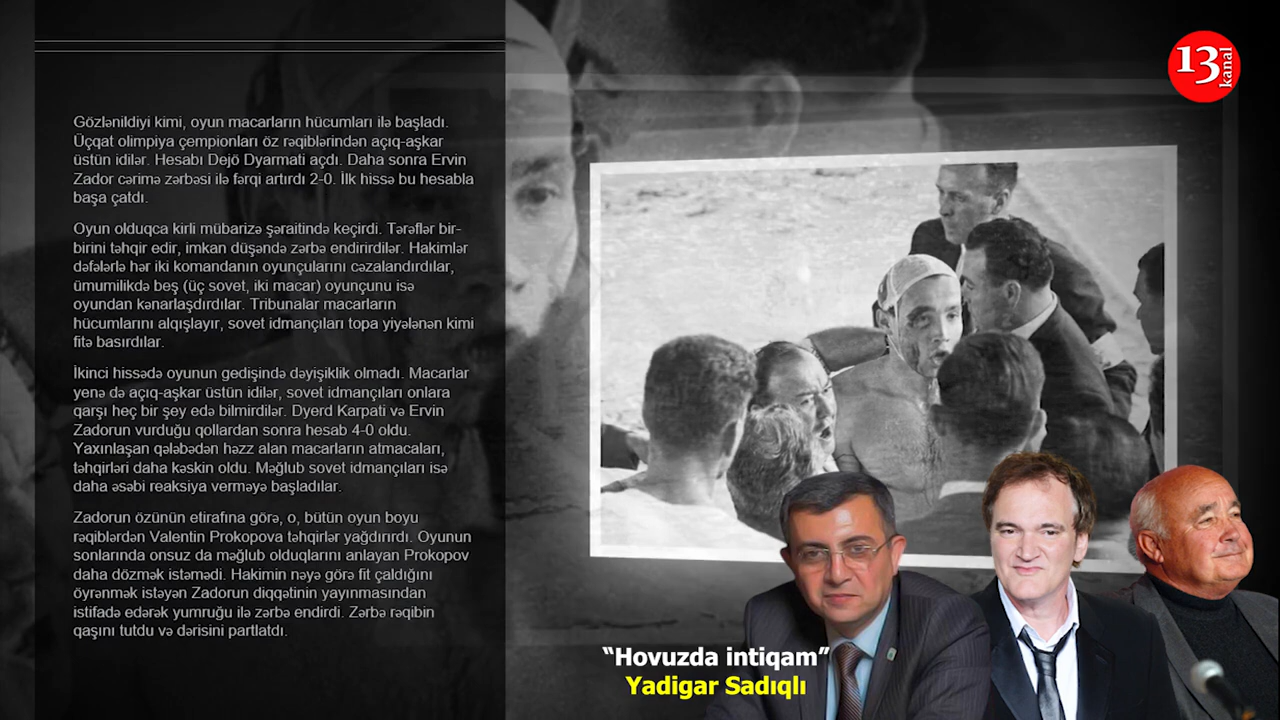 Gözlənildiyi kimi, oyun macarların hücumları ilə başladı.
Üçqat olimpiya çempionları öz rəqiblərindən açıq-aşkar
üstün idilər. Hesabı Dejö Dyarmati açdı. Daha sonra Ervin
Zador cərimə zərbəsi ilə fərqi artırdı 2-0. İlk hissə bu hesabla
başa çatdı.
Oyun olduqca kirli mübarizə şəraitində keçirdi. Tərəflər bir-
birini təhqir edir, imkan düşəndə zərbə endirirdilər. Hakimlər
dəfələrlə hər iki komandanın oyunçularını cəzalandırdılar,
ümumilikdə beş (üç sovet, iki macar) oyunçunu isə
oyundan kənarlaşdırdılar. Tribunalar macarların
hücumlarını alqışlayır, sovet idmançıları topa yiyələnən kimi
fitə basırdılar.
İkinci hissədə oyunun gedişində dəyişiklik olmadı. Macarlar
yenə də açıq-aşkar üstün idilər, sovet idmançıları onlara
qarşı heç bir şey edə bilmirdilər. Dyerd Karpati və Ervin
Zadorun vurduğu qollardan sonra hesab 4-0 oldu.
Yaxınlaşan qələbədən həzz alan macarların atmacaları,
təhqirləri daha kəskin oldu. Məğlub sovet idmançıları isə
daha əsəbi reaksiya verməyə başladılar.
Zadorun özünün etirafına görə, o, bütün oyun boyu
rəqiblərdən Valentin Prokopova təhqirlər yağdırırdı. Oyunun
sonlarında onsuz da məğlub olduqlarını anlayan Prokopov
daha dözmək istəmədi. Hakimin nəyə görə fit çaldığını
öyrənmək istəyən Zadorun diqqətinin yayınmasından
istifadə edərək yumruğu ilə zərbə endirdi. Zərbə rəqibin
qaşını tutdu və dərisini partlatdı.
13 kanal
“Hovuzda intiqam”
Yadigar Sadıqlı